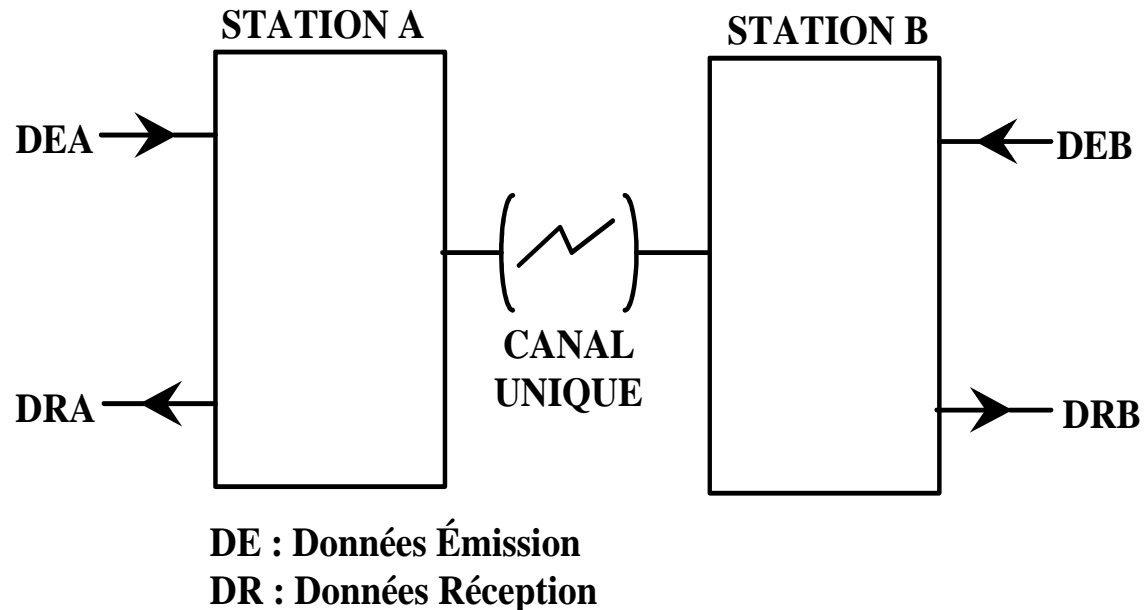 STATION A
STATION B
DEA
DEB
CANAL
UNIQUE
DRA
DRB
DE : Données Émission
DR : Données Réception